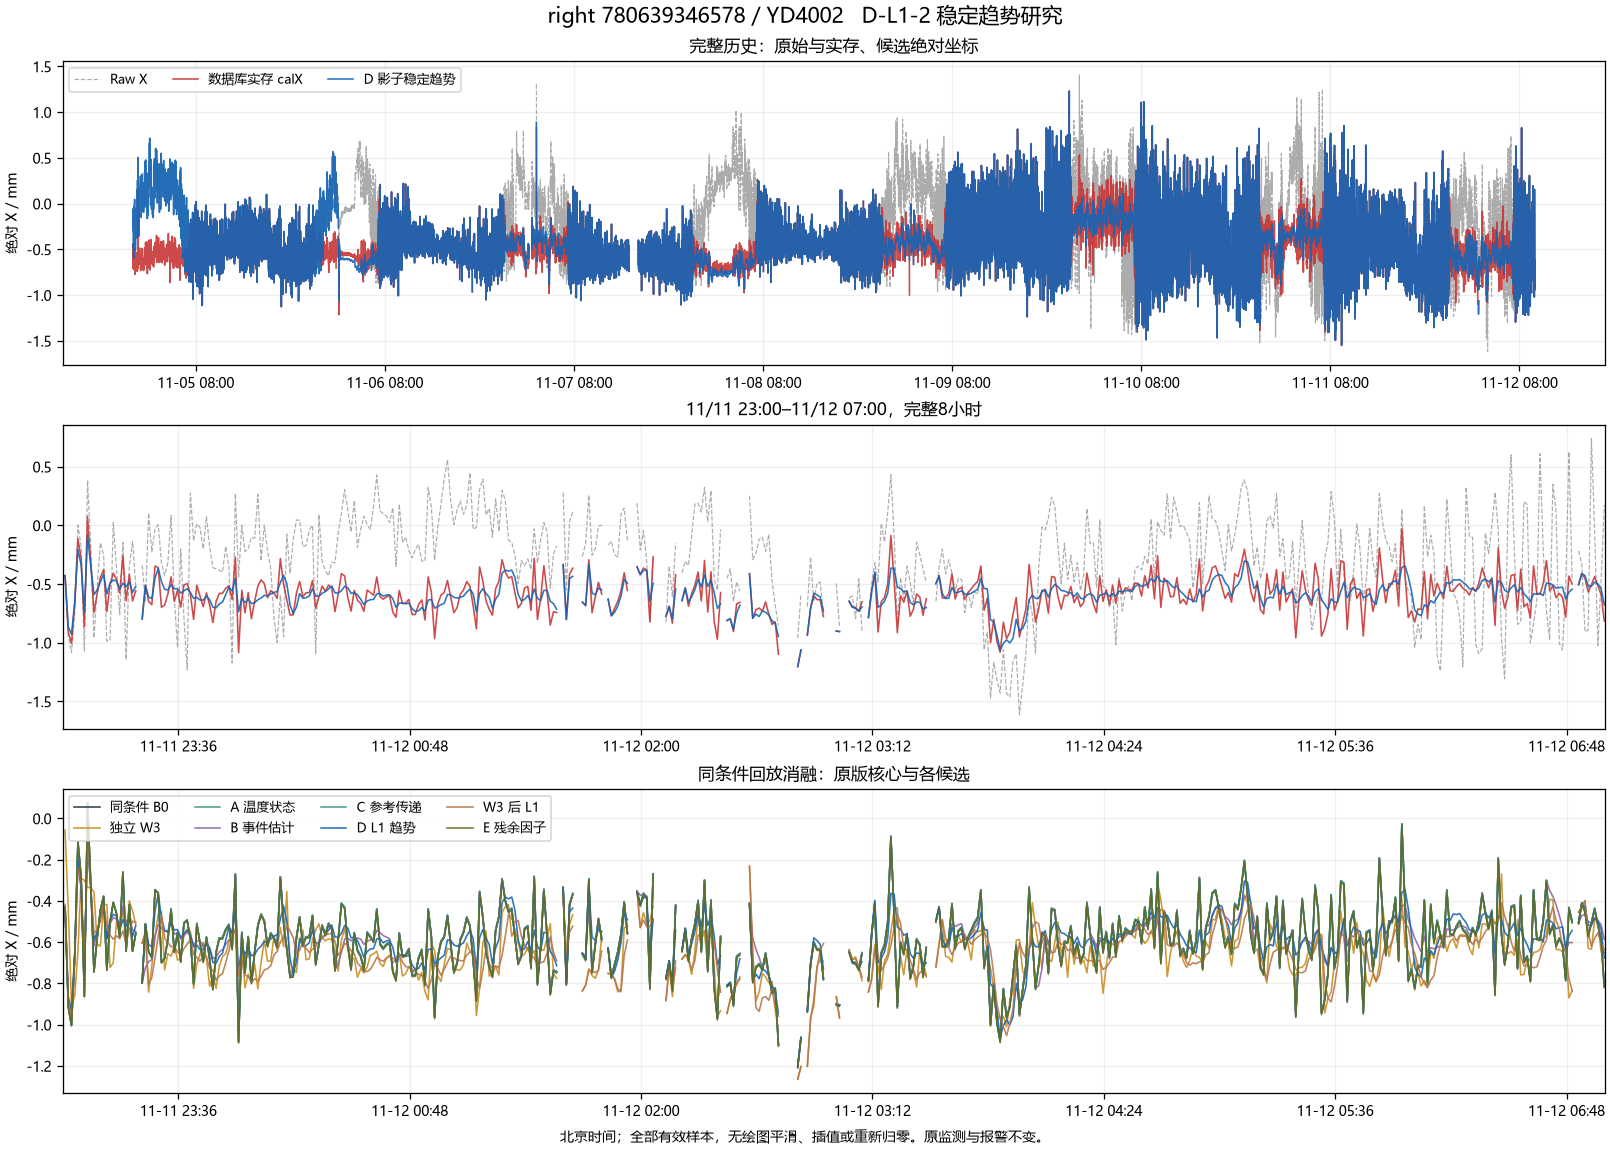 right 780639346578 / YD4002   D-L1-2 稳定趋势研究
完整历史：原始与实存、候选绝对坐标
Raw X
数据库实存 calX
D 影子稳定趋势
绝对 X / mm
1.5
1.0
0.5
0.0
-0.5
-1.0
-1.5
11-05 08:00
11-06 08:00
11-07 08:00
11-08 08:00
11-09 08:00
11-10 08:00
11-11 08:00
11-12 08:00
11/11 23:00–11/12 07:00，完整8小时
绝对 X / mm
0.5
0.0
-0.5
-1.0
-1.5
11-11 23:36
11-12 00:48
11-12 02:00
11-12 03:12
11-12 04:24
11-12 05:36
11-12 06:48
同条件回放消融：原版核心与各候选
同条件 B0
A 温度状态
C 参考传递
W3 后 L1
独立 W3
B 事件估计
D L1 趋势
E 残余因子
绝对 X / mm
0.0
-0.2
-0.4
-0.6
-0.8
-1.0
-1.2
11-11 23:36
11-12 00:48
11-12 02:00
11-12 03:12
11-12 04:24
11-12 05:36
11-12 06:48
北京时间；全部有效样本，无绘图平滑、插值或重新归零。原监测与报警不变。